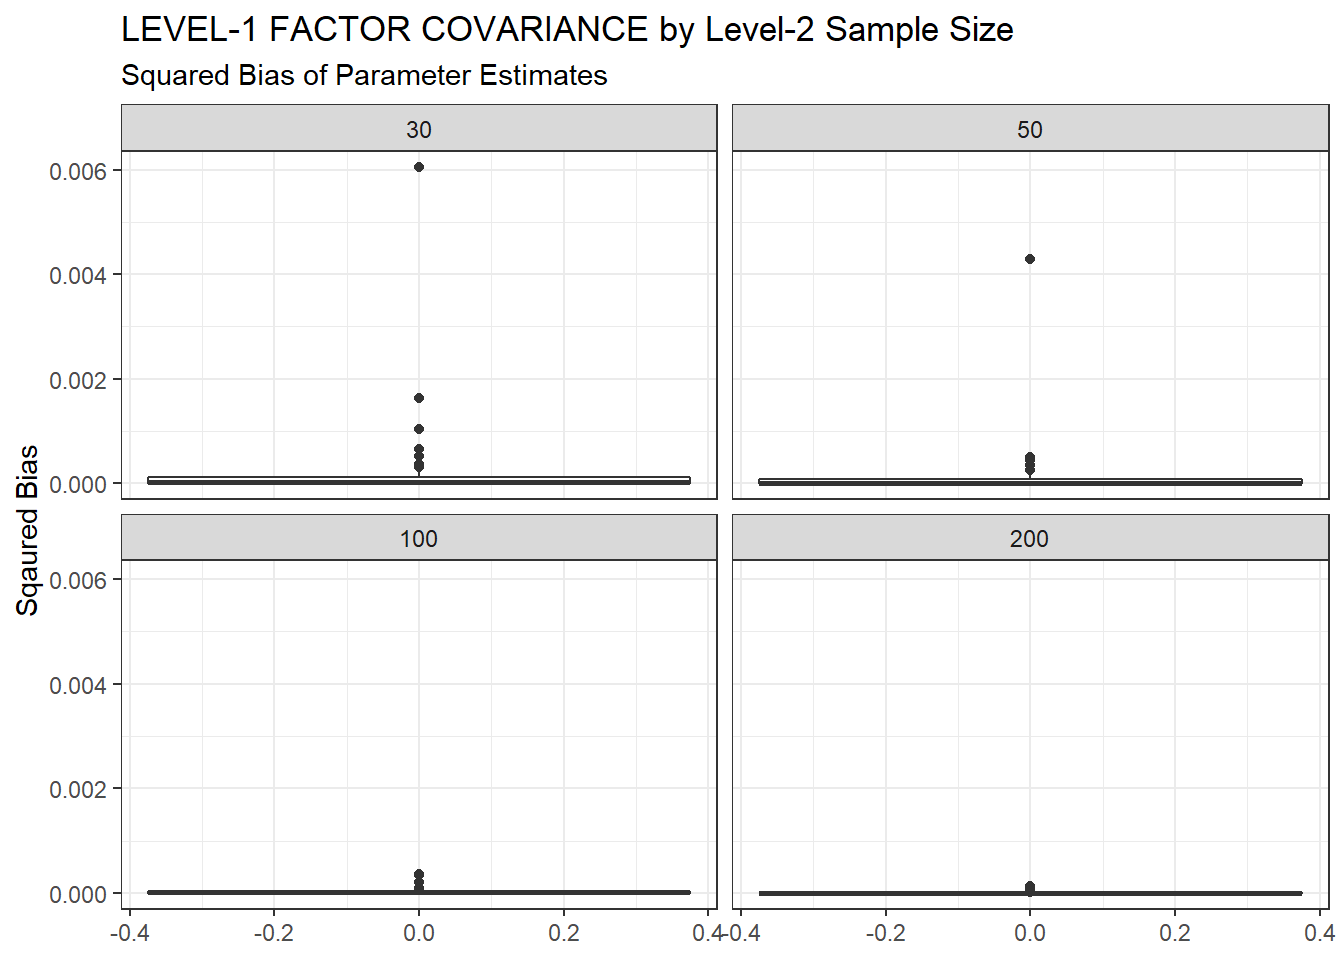 LEVEL-1 FACTOR COVARIANCE by Level-2 Sample Size
Squared Bias of Parameter Estimates
30
50
0.006
0.004
0.002
0.000
Sqaured Bias
100
200
0.006
0.004
0.002
0.000
-0.4 -0.2 0.0 0.2 0.4
-0.4 -0.2 0.0 0.2 0.4